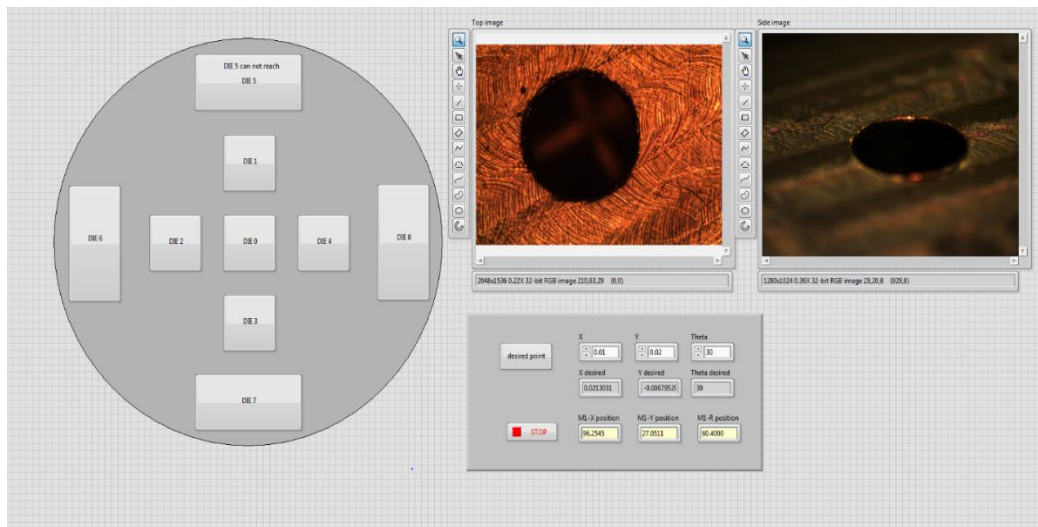 DIE 5 can not reach
DIE 5
DIE 1
DIE 6
DIE 2
DIE 0
DIE 4
DIE 8
DIE 3
DIE 7
Top image
2048x1536 0.22X 32-bit RGB image 210,83,29 (0,0)
Side image
1280x1024 0.36X 32-bit RGB image 29,20,8 (929,8)
desired point
X Y Theta
0.01 0.02 30
X desired Y desired Theta desired
0.0213031 -0.0067952 30
M1-X position M1-Y position M1-R position
STOP 96.2545 27.0511 60.4000